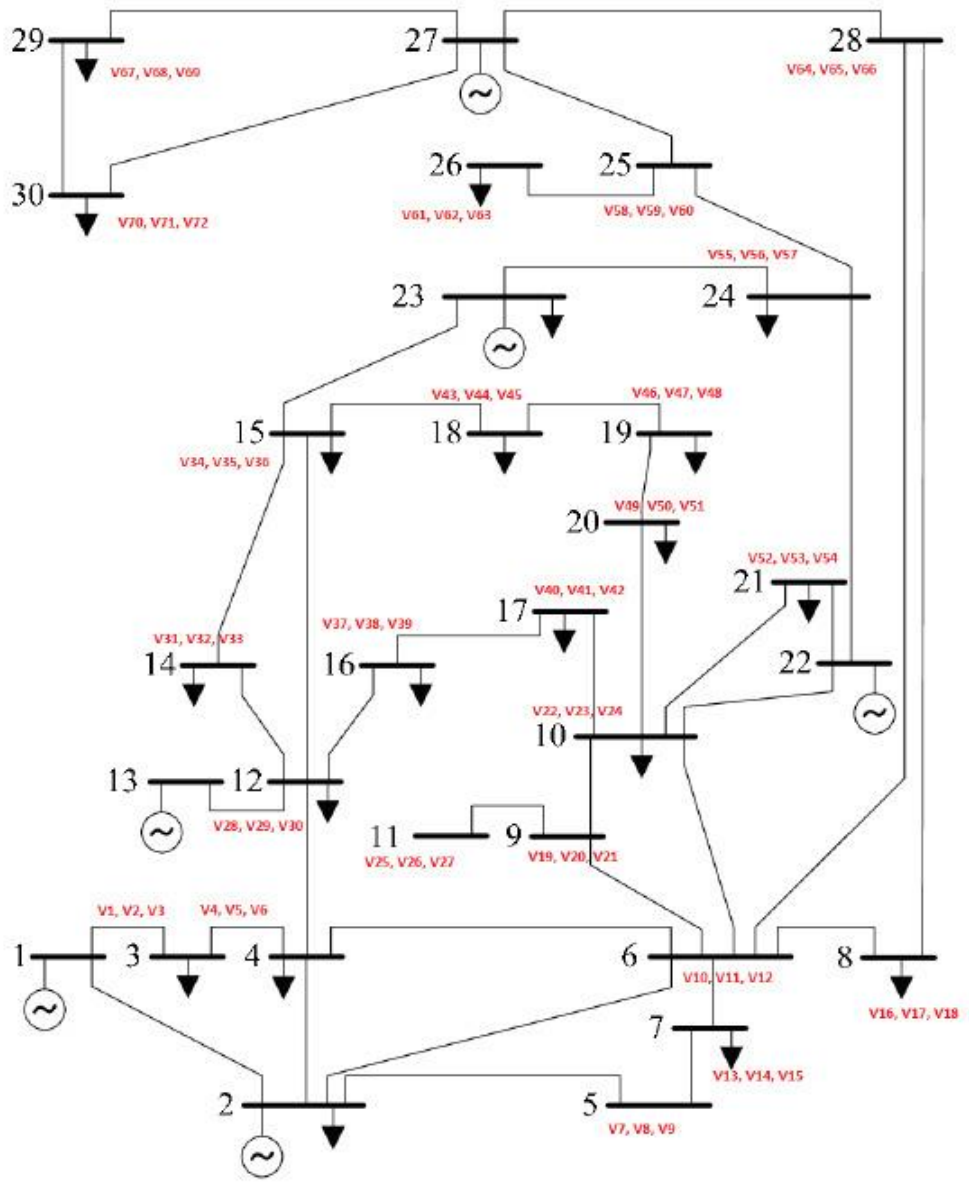 29
27
28
V67, V68, V69
V64, V65, V66
26
25
30
V61, V62, V63
V58, V59, V60
V70, V71, V72
V55, V56, V57
23
24
V43, V44, V45
V46, V47, V48
15
18
19
V34, V35, V36
V49, V50, V51
20
V52, V53, V54
21
V40, V41, V42
17
V31, V32, V33
V37, V38, V39
14
16
22
V22, V23, V24
10
13
12
V28, V29, V30
11
9
V25, V26, V27
V19, V20, V21
V1, V2, V3
V4, V5, V6
1
3
4
6
8
V10, V11, V12
V16, V17, V18
7
V13, V14, V15
2
5
V7, V8, V9